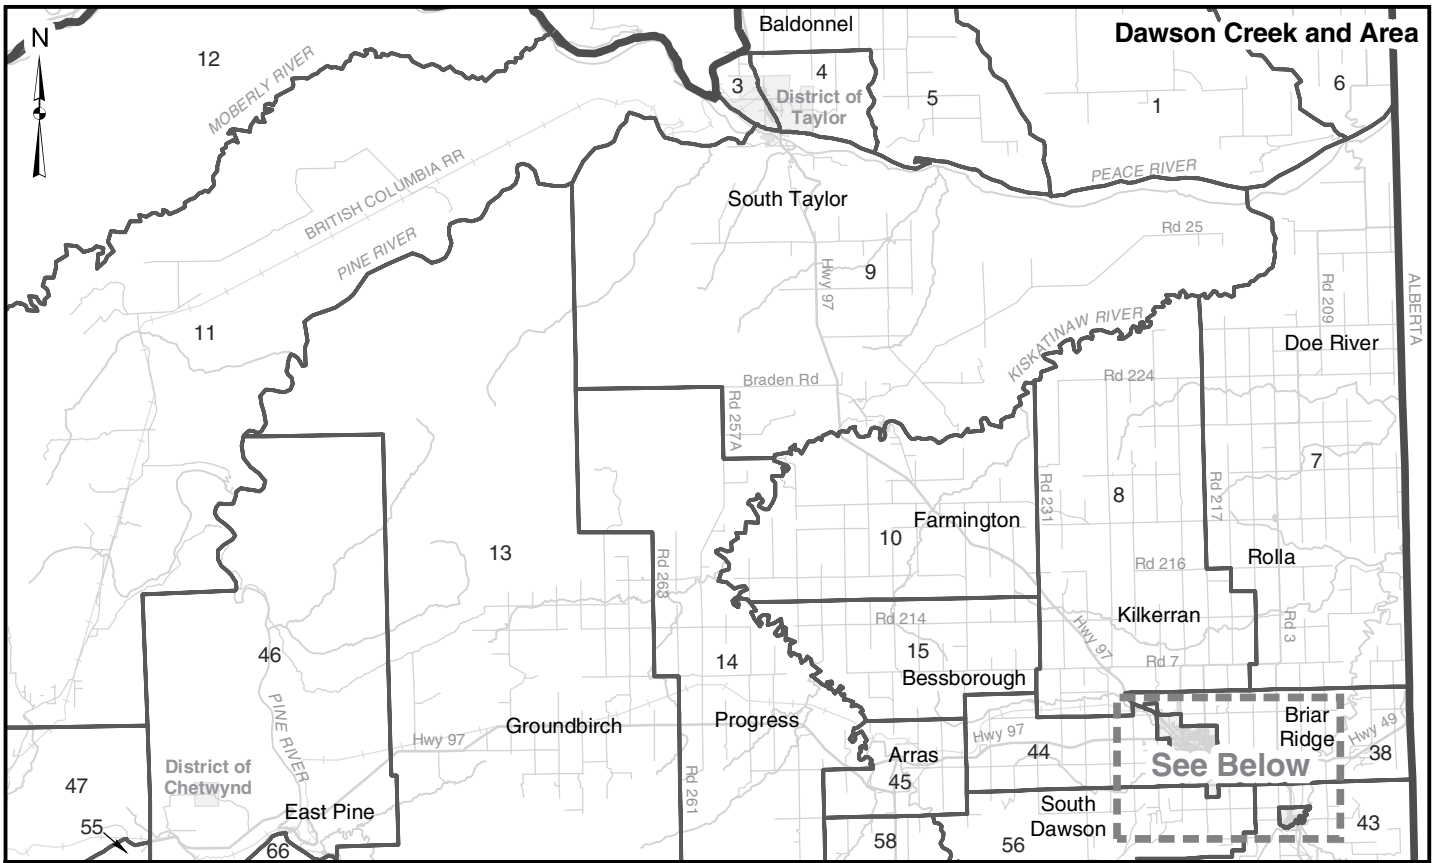 Dawson Creek and Area
N
12
MOBERLY RIVER
Baldonnel
3
4
District of
Taylor
5
1
6
BRITISH COLUMBIA RR
PEACE RIVER
South Taylor
Rd 25
PINE RIVER
9
Hwy 97
Rd 209
ALBERTA
11
KISKATINAW RIVER
Doe River
Braden Rd
Rd 224
Rd 257A
7
8
Rd 231
Rd 217
Farmington
10
13
Rd 263
Rd 216
Rolla
Rd 214
Kilkerran
Rd 3
Hwy 97
46
14
15
Rd 7
Bessborough
PINE RIVER
Groundbirch
Progress
Hwy 97
Hwy 97
Briar
Ridge
Hwy 49
38
Arras
45
44
See Below
District of
Chetwynd
47
Rd 261
East Pine
South
Dawson
43
55
66
58
56